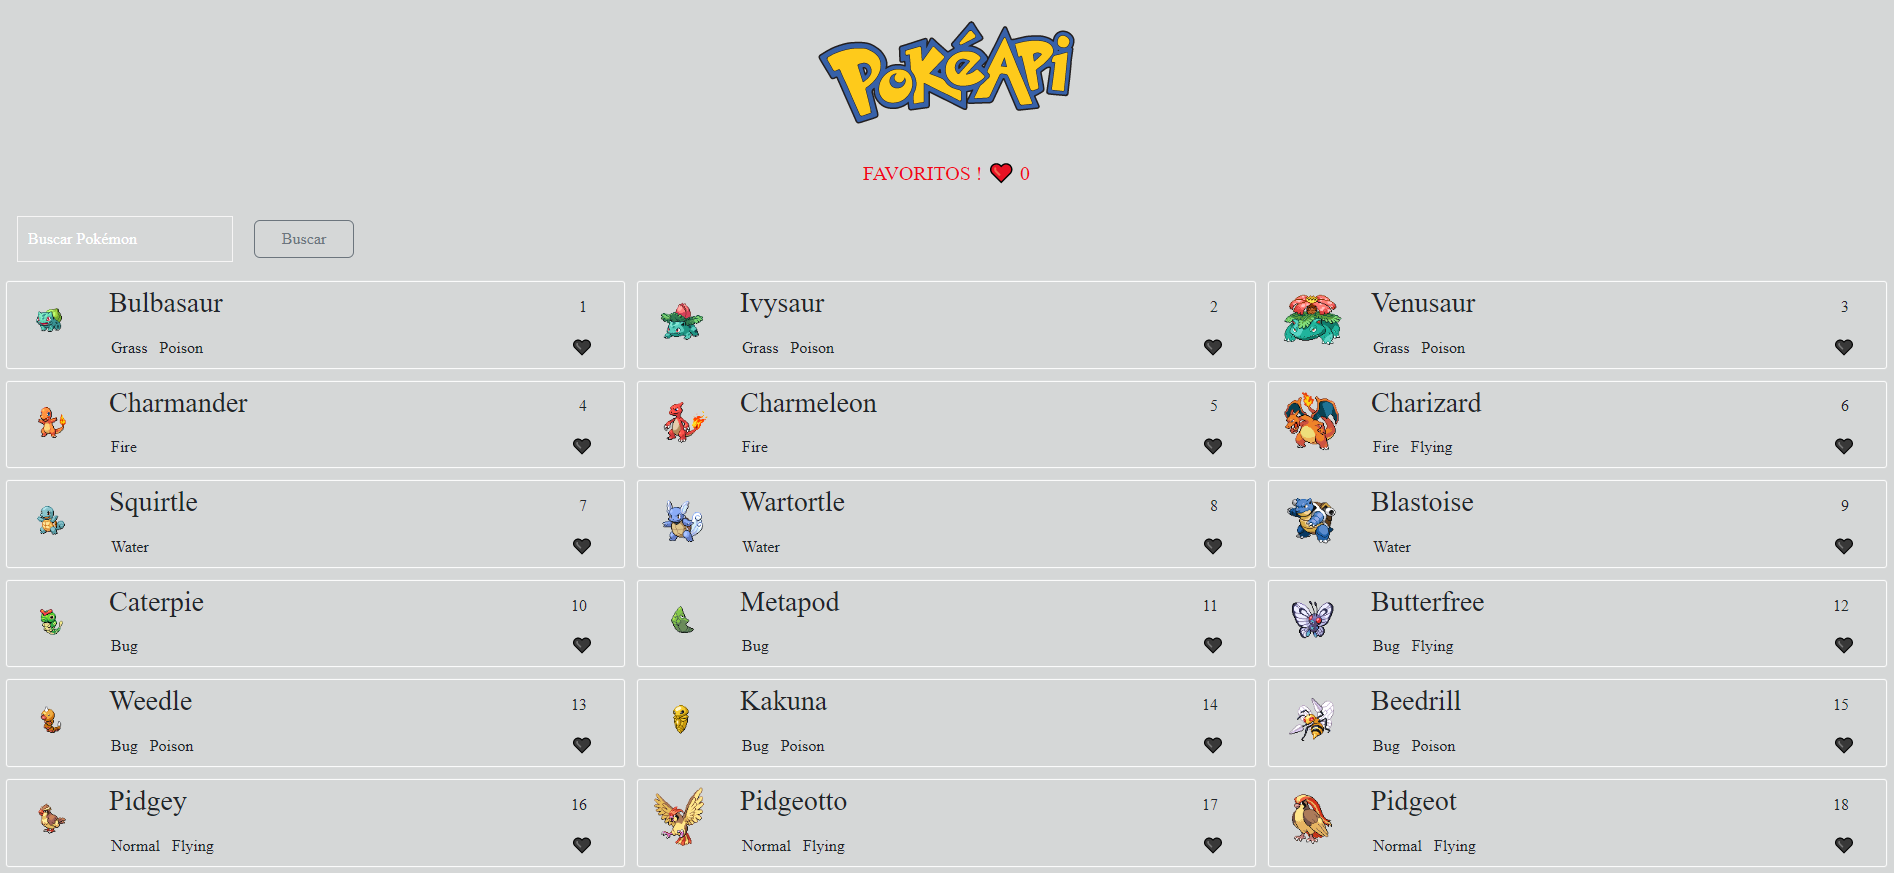 PokéApi
FAVORITOS ! 0
Buscar Pokémon Buscar
Bulbasaur 1
Grass Poison
Ivysaur 2
Grass Poison
Venusaur 3
Grass Poison
Charmander 4
Fire
Charmeleon 5
Fire
Charizard 6
Fire Flying
Squirtle 7
Water
Wartortle 8
Water
Blastoise 9
Water
Caterpie 10
Bug
Metapod 11
Bug
Butterfree 12
Bug Flying
Weedle 13
Bug Poison
Kakuna 14
Bug Poison
Beedrill 15
Bug Poison
Pidgey 16
Normal Flying
Pidgeotto 17
Normal Flying
Pidgeot 18
Normal Flying